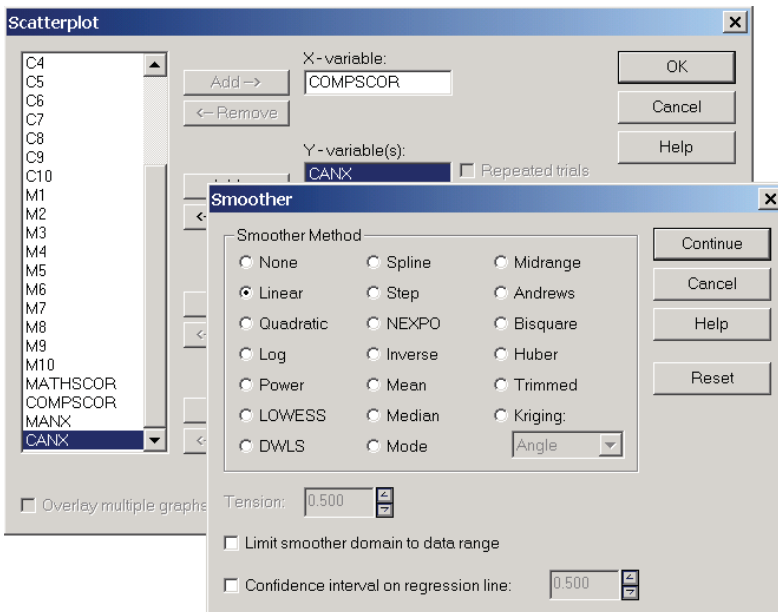 Scatterplot
C4
C5
C6
C7
C8
C9
C10
M1
M2
M3
M4
M5
M6
M7
M8
M9
M10
MATHSCOR
COMPSCOR
MANX
CANX
Add -->
<-- Remove
X-variable:
COMPSCOR
Y-variable(s):
CANX
Repeated trials
OK
Cancel
Help
Overlay multiple graphs
Smoother
Smoother Method
None
Linear
Quadratic
Log
Power
LOWESS
DWLS
Spline
Step
NEXPO
Inverse
Mean
Median
Mode
Midrange
Andrews
Bisquare
Huber
Trimmed
Kriging:
Angle
Continue
Cancel
Help
Reset
Tension: 0.500
Limit smoother domain to data range
Confidence interval on regression line: 0.500